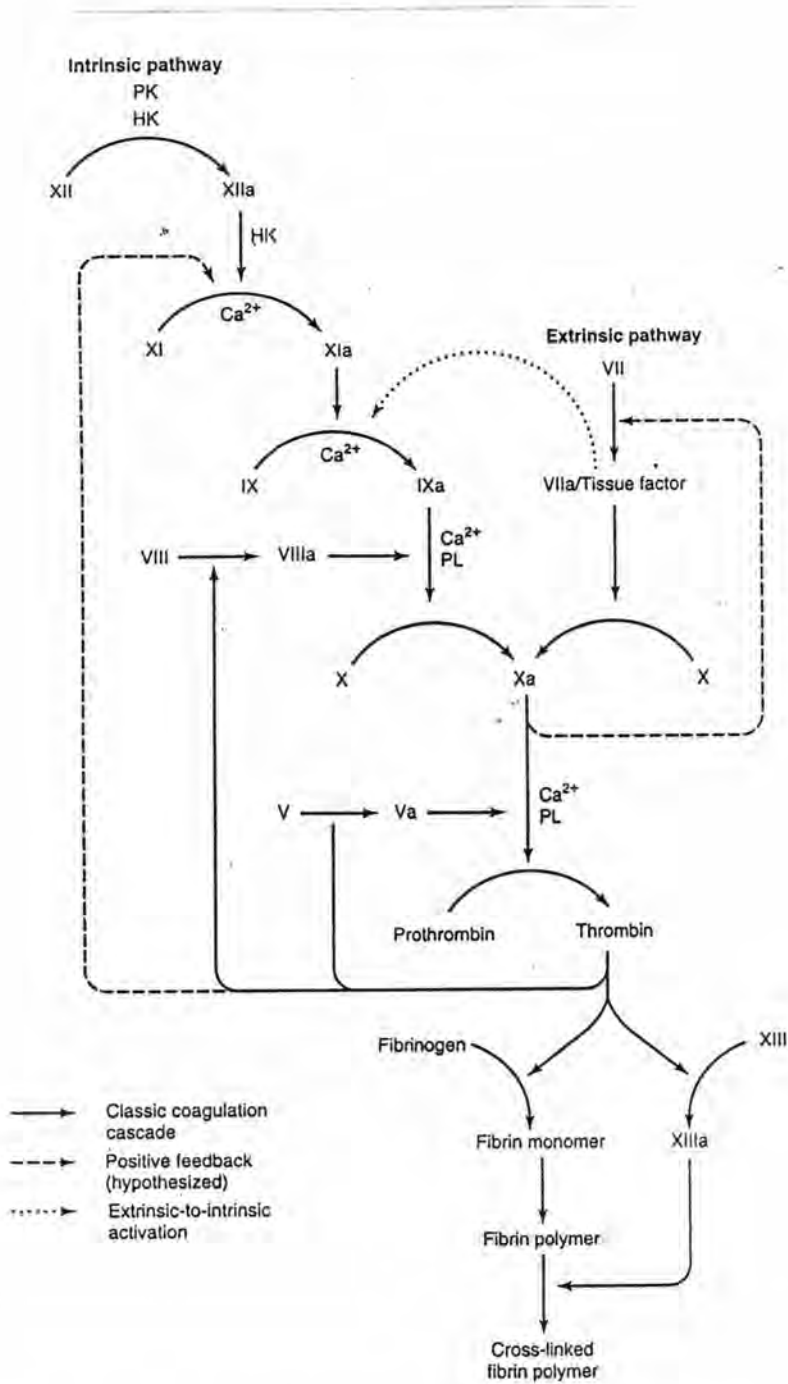 Intrinsic pathway
PK
HK
XII
XIIa
HK
Ca²⁺
XI
XIa
Extrinsic pathway
VII
Ca²⁺
IX
IXa
VIIa/Tissue factor
VIII
VIIIa
Ca²⁺
PL
X
Xa
X
V
Va
Ca²⁺
PL
Prothrombin
Thrombin
Fibrinogen
XIII
Classic coagulation
cascade
Positive feedback
(hypothesized)
Extrinsic-to-intrinsic
activation
Fibrin monomer
XIIIa
Fibrin polymer
Cross-linked
fibrin polymer